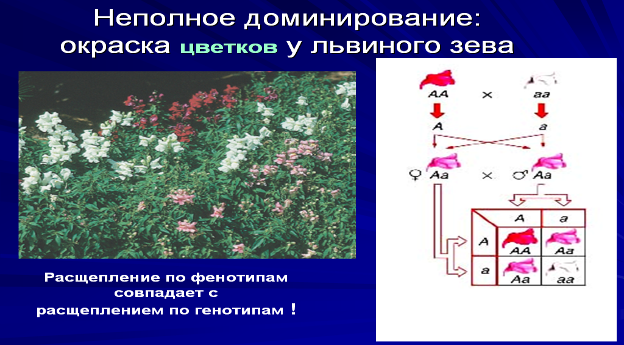 Неполное доминирование:
окраска цветков у львиного зева
AA x aa
A a
♀ Aa x ♂ Aa
A a
A AA Aa
a Aa aa
Расщепление по фенотипам
совпадает с
расщеплением по генотипам !